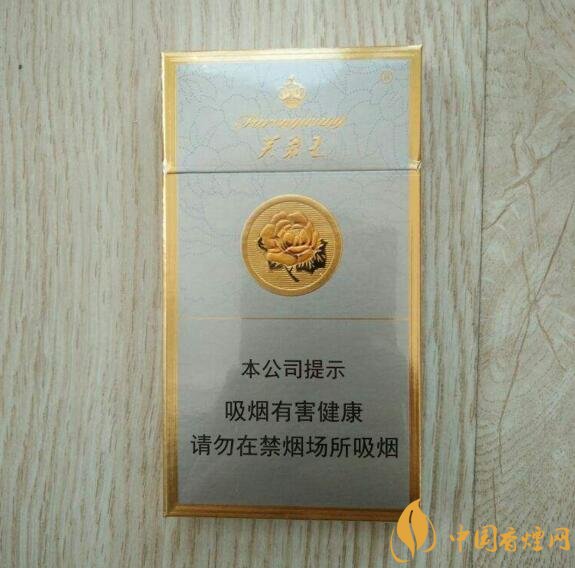 ®
Furongwang
芙蓉王
本公司提示
吸烟有害健康
请勿在禁烟场所吸烟
中国香烟网